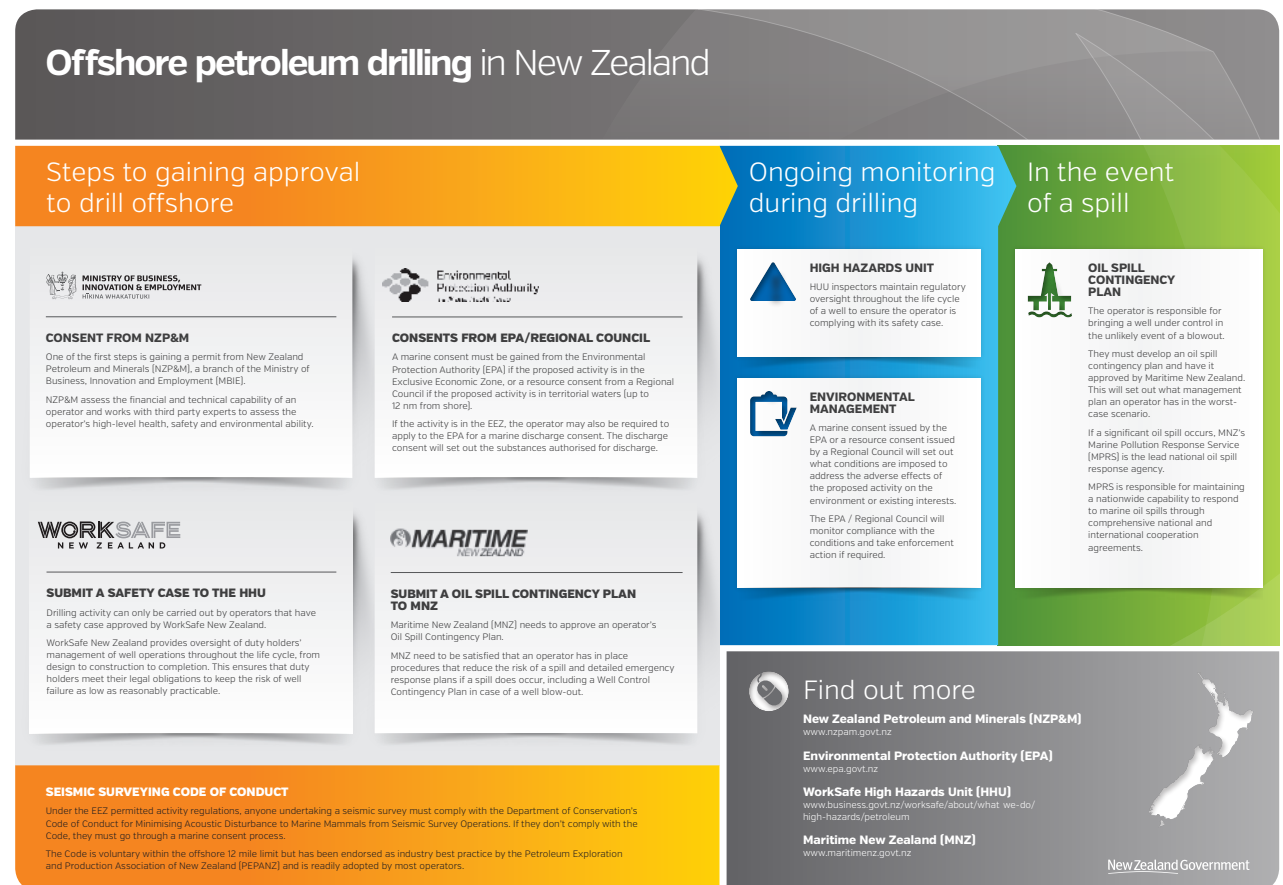 Offshore petroleum drilling in New Zealand
Steps to gaining approval
to drill offshore
MINISTRY OF BUSINESS,
INNOVATION & EMPLOYMENT
HĪKINA WHAKATUTUKI
CONSENT FROM NZP&M
One of the first steps is gaining a permit from New Zealand
Petroleum and Minerals (NZP&M), a branch of the Ministry of
Business, Innovation and Employment (MBIE).
NZP&M assess the financial and technical capability of an
operator and works with third party experts to assess the
operator's high-level health, safety and environmental ability.
Environmental
Protection Authority
CONSENTS FROM EPA/REGIONAL COUNCIL
A marine consent must be gained from the Environmental
Protection Authority (EPA) if the proposed activity is in the
Exclusive Economic Zone, or a resource consent from a Regional
Council if the proposed activity is in territorial waters (up to
12 nm from shore).
If the activity is in the EEZ, the operator may also be required to
apply to the EPA for a marine discharge consent. The discharge
consent will set out the substances authorised for discharge.
WORKSAFE
NEW ZEALAND
SUBMIT A SAFETY CASE TO THE HHU
Drilling activity can only be carried out by operators that have
a safety case approved by WorkSafe New Zealand.
WorkSafe New Zealand provides oversight of duty holders'
management of well operations throughout the life cycle, from
design to construction to completion. This ensures that duty
holders meet their legal obligations to keep the risk of well
failure as low as reasonably practicable.
MARITIME
NEW ZEALAND
SUBMIT A OIL SPILL CONTINGENCY PLAN
TO MNZ
Maritime New Zealand (MNZ) needs to approve an operator's
Oil Spill Contingency Plan.
MNZ need to be satisfied that an operator has in place
procedures that reduce the risk of a spill and detailed emergency
response plans if a spill does occur, including a Well Control
Contingency Plan in case of a well blow-out.
SEISMIC SURVEYING CODE OF CONDUCT
Under the EEZ permitted activity regulations, anyone undertaking a seismic survey must comply with the Department of Conservation's
Code of Conduct for Minimising Acoustic Disturbance to Marine Mammals from Seismic Survey Operations. If they don't comply with the
Code, they must go through a marine consent process.
The Code is voluntary within the offshore 12 mile limit but has been endorsed as industry best practice by the Petroleum Exploration
and Production Association of New Zealand (PEPANZ) and is readily adopted by most operators.
Ongoing monitoring
during drilling
HIGH HAZARDS UNIT
HUU inspectors maintain regulatory
oversight throughout the life cycle
of a well to ensure the operator is
complying with its safety case.
ENVIRONMENTAL
MANAGEMENT
A marine consent issued by the
EPA or a resource consent issued
by a Regional Council will set out
what conditions are imposed to
address the adverse effects of
the proposed activity on the
environment or existing interests.
The EPA / Regional Council will
monitor compliance with the
conditions and take enforcement
action if required.
In the event
of a spill
OIL SPILL
CONTINGENCY
PLAN
The operator is responsible for
bringing a well under control in
the unlikely event of a blowout.
They must develop an oil spill
contingency plan and have it
approved by Maritime New Zealand.
This will set out what management
plan an operator has in the worst-
case scenario.
If a significant oil spill occurs, MNZ's
Marine Pollution Response Service
(MPRS) is the lead national oil spill
response agency.
MPRS is responsible for maintaining
a nationwide capability to respond
to marine oil spills through
comprehensive national and
international cooperation
agreements.
Find out more
New Zealand Petroleum and Minerals (NZP&M)
www.nzpam.govt.nz
Environmental Protection Authority (EPA)
www.epa.govt.nz
WorkSafe High Hazards Unit (HHU)
www.business.govt.nz/worksafe/about/what we-do/
high-hazards/petroleum
Maritime New Zealand (MNZ)
www.maritimenz.govt.nz
New Zealand Government